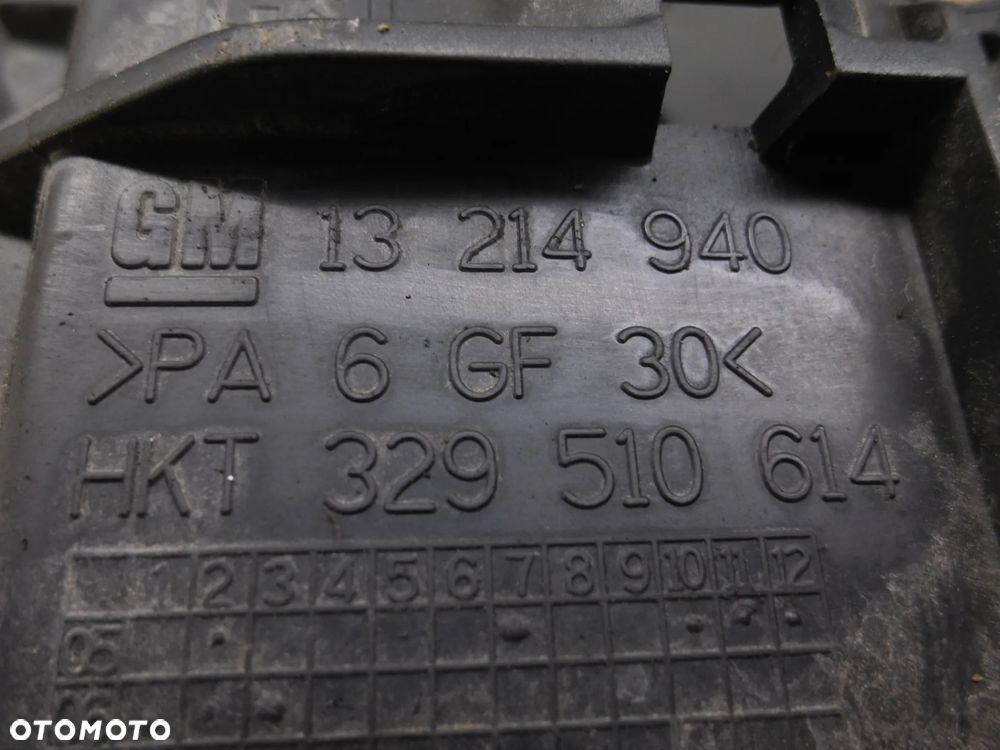 GM 13 214 940
>PA 6 GF 30<
HKT 329 510 614
1 2 3 4 5 6 7 8 9 10 11 12
05
06
OTOMOTO